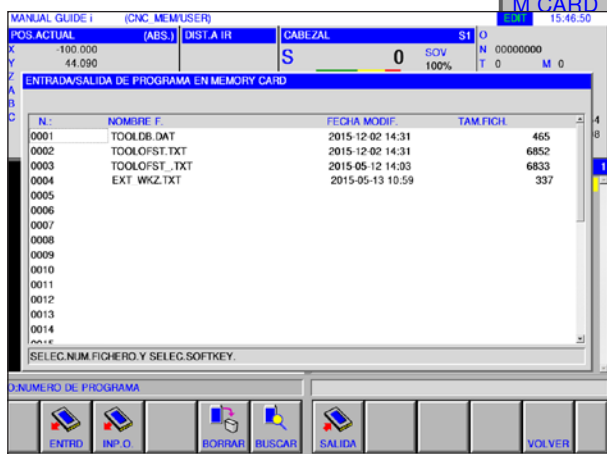 M CARD
MANUAL GUIDE i (CNC_MEM/USER) EDIT 15:46:50
POS.ACTUAL (ABS.) DIST.A IR CABEZAL S1 O
X -100.000 N 00000000
Y 44.090 S 0 SOV 100% T 0 M 0
Z
A
B
C
ENTRADA/SALIDA DE PROGRAMA EN MEMORY CARD
N.: NOMBRE F. FECHA MODIF. TAM.FICH.
0001 TOOLDB.DAT 2015-12-02 14:31 465
0002 TOOLOFST.TXT 2015-12-02 14:31 6852
0003 TOOLOFST_.TXT 2015-05-12 14:03 6833
0004 EXT_WKZ.TXT 2015-05-13 10:59 337
0005
0006
0007
0008
0009
0010
0011
0012
0013
0014
SELEC.NUM.FICHERO.Y SELEC.SOFTKEY.
O:NUMERO DE PROGRAMA
ENTRD INP.O. BORRAR BUSCAR SALIDA VOLVER